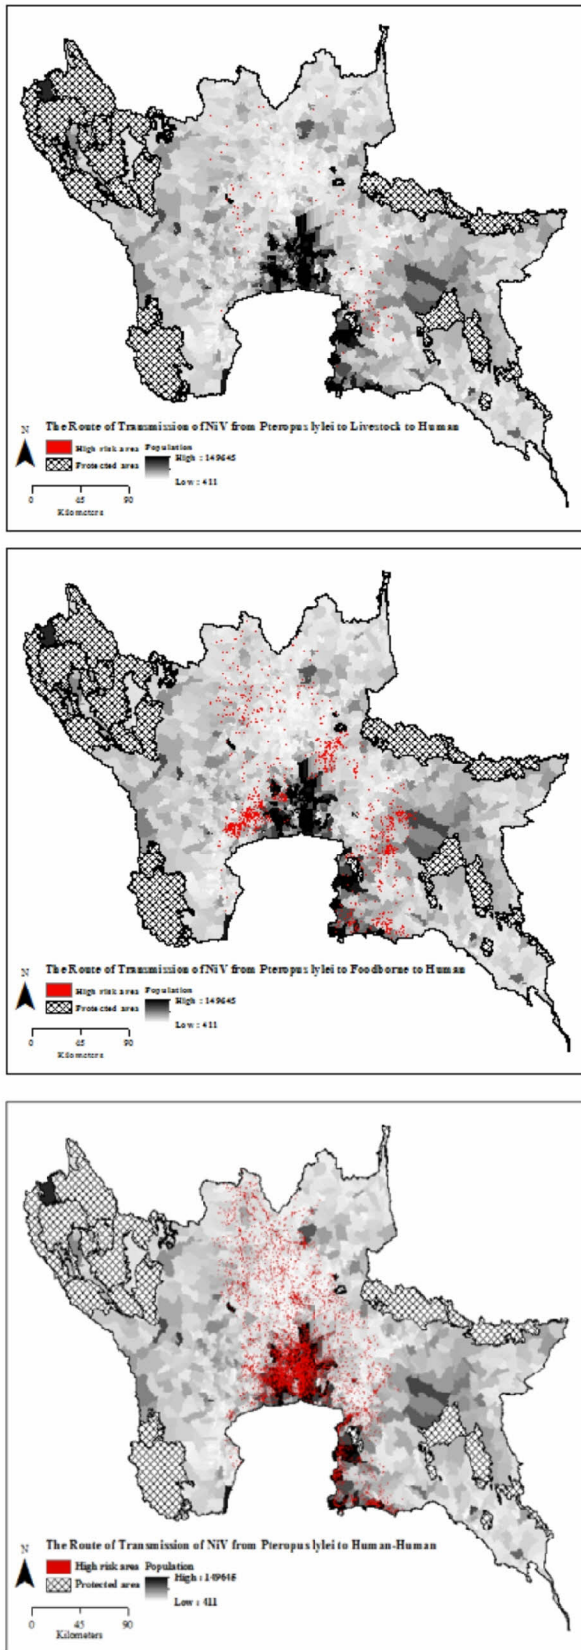 The Route of Transmission of NiV from Pteropus lylei to Livestock to Human
N
High risk area Population
Protected area
High : 149645
Low : 411
0 45 90
Kilometers
The Route of Transmission of NiV from Pteropus lylei to Foodborne to Human
N
High risk area Population
Protected area
High : 149645
Low : 411
0 45 90
Kilometers
The Route of Transmission of NiV from Pteropus lylei to Human-Human
N
High risk area Population
Protected area
High : 149645
Low : 411
0 45 90
Kilometers